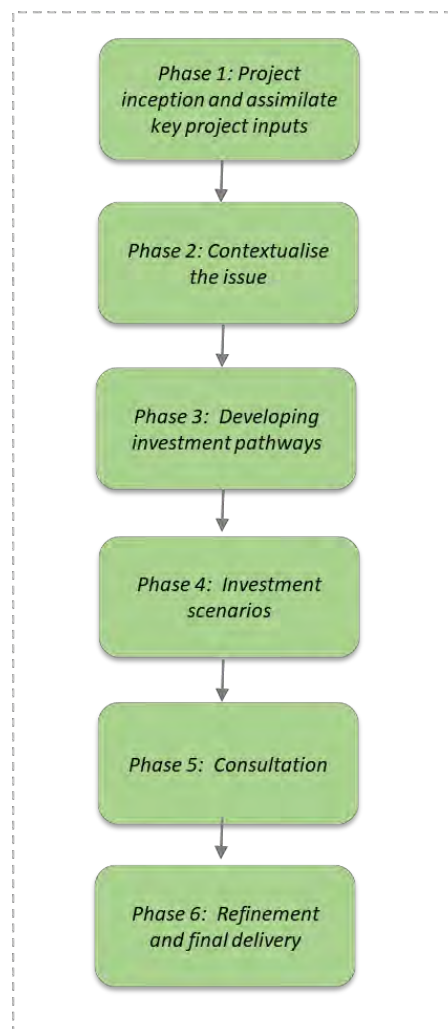 Phase 1: Project
inception and assimilate
key project inputs
Phase 2: Contextualise
the issue
Phase 3: Developing
investment pathways
Phase 4: Investment
scenarios
Phase 5: Consultation
Phase 6: Refinement
and final delivery